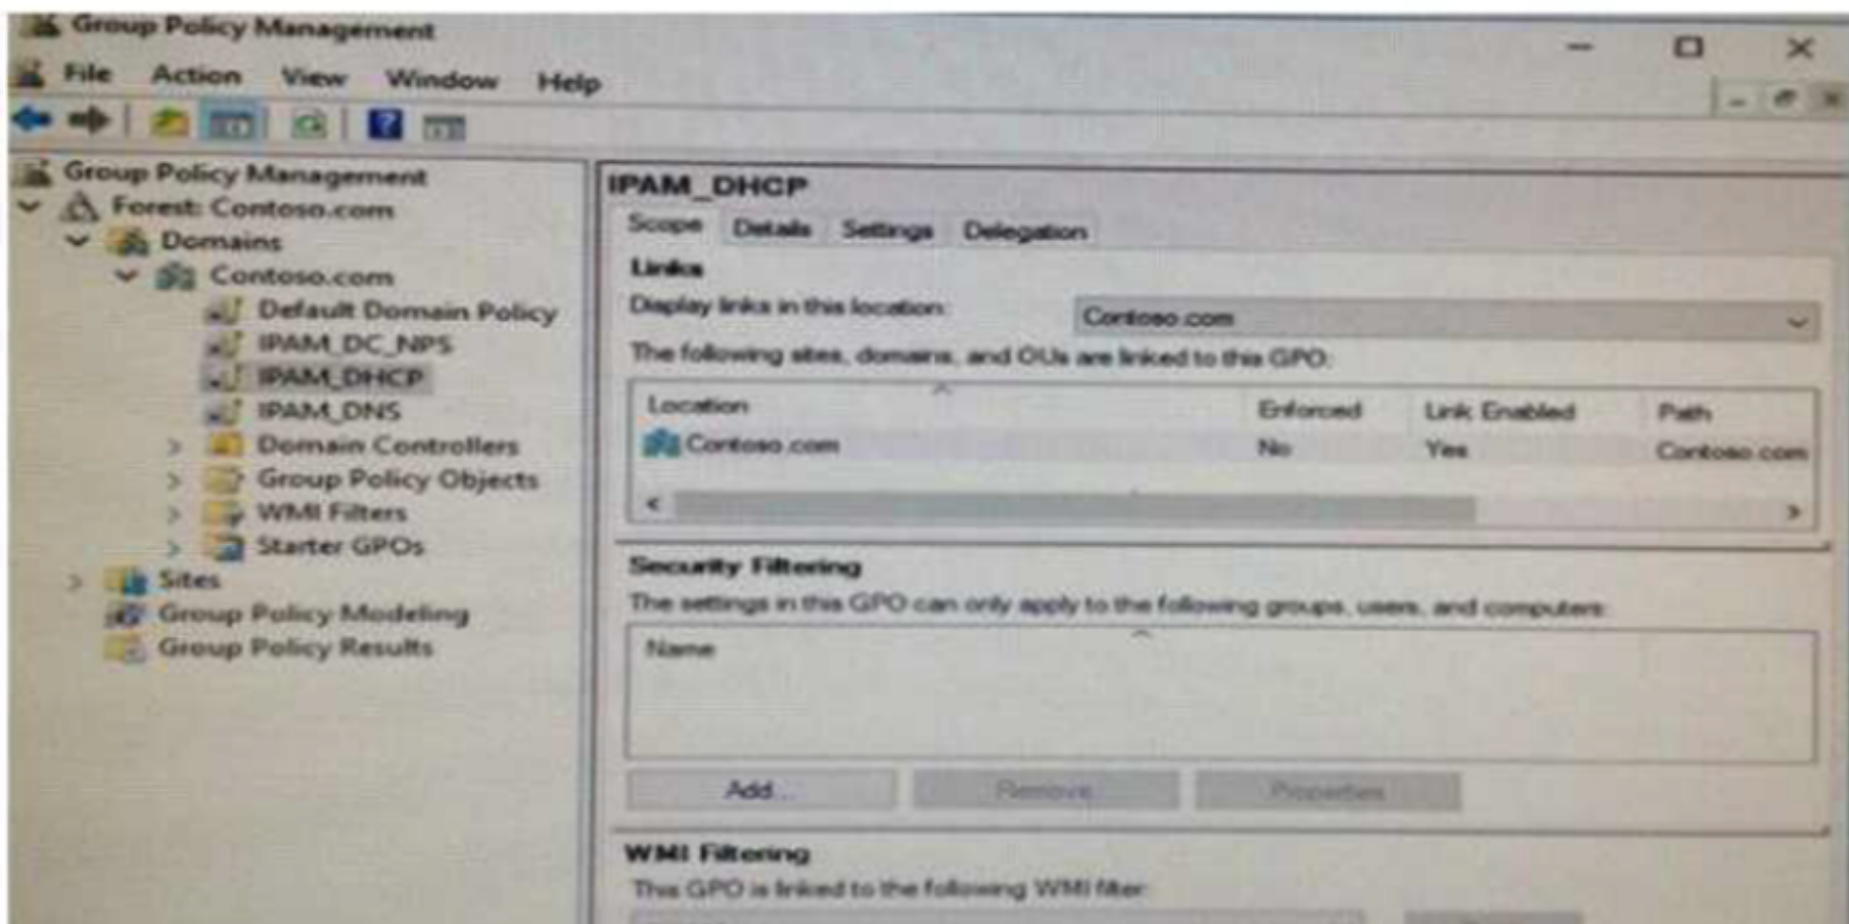 Group Policy Management
File Action View Window Help
Group Policy Management
Forest: Contoso.com
Domains
Contoso.com
Default Domain Policy
IPAM_DC_NPS
IPAM_DHCP
IPAM_DNS
Domain Controllers
Group Policy Objects
WMI Filters
Starter GPOs
Sites
Group Policy Modeling
Group Policy Results
IPAM_DHCP
Scope Details Settings Delegation
Links
Display links in this location: Contoso.com
The following sites, domains, and OUs are linked to this GPO:
Location Enforced Link Enabled Path
Contoso.com No Yes Contoso.com
Security Filtering
The settings in this GPO can only apply to the following groups, users, and computers:
Name
Add... Remove Properties
WMI Filtering
This GPO is linked to the following WMI filter: